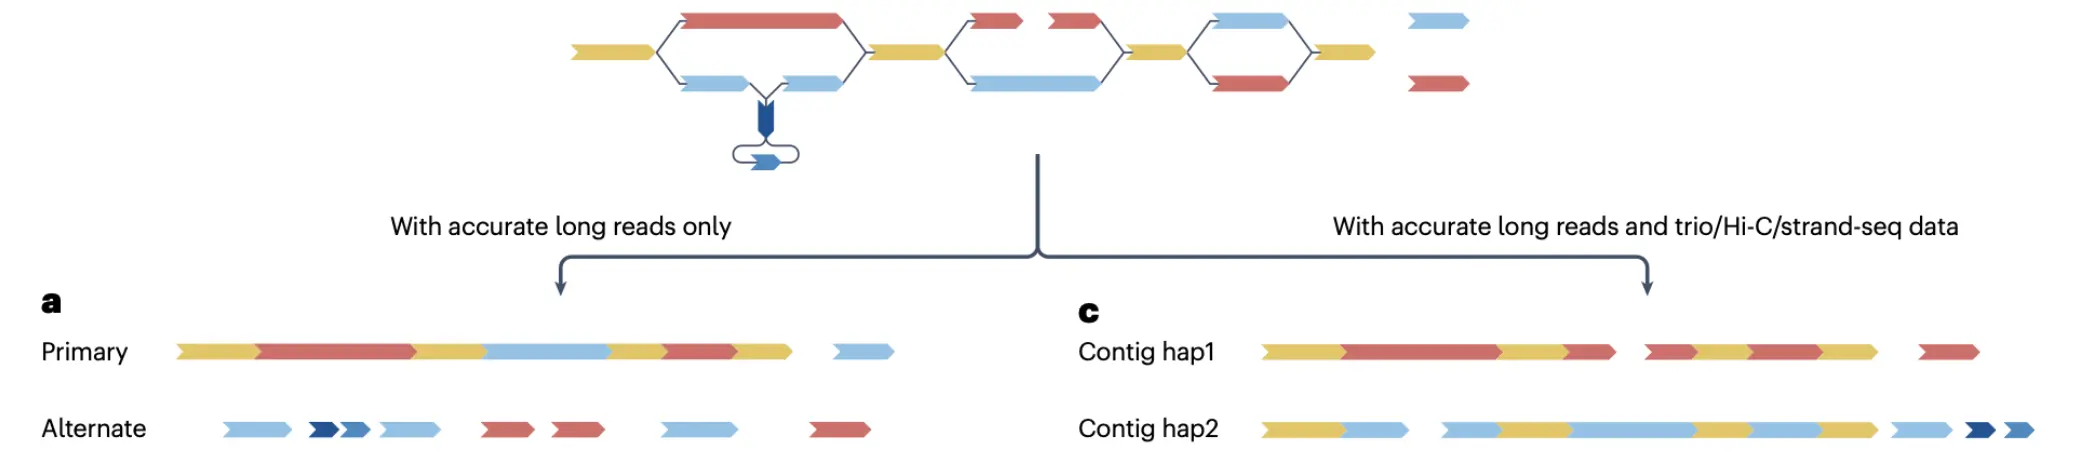 With accurate long reads only
With accurate long reads and trio/Hi-C/strand-seq data
a
Primary
Alternate
c
Contig hap1
Contig hap2